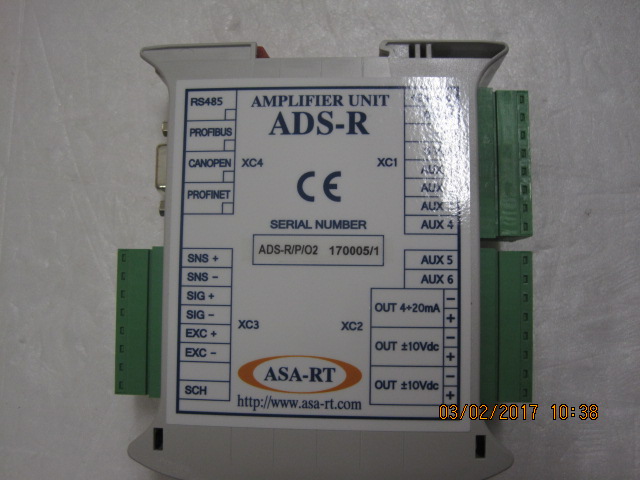 RS485
PROFIBUS
CANOPEN
PROFINET
AMPLIFIER UNIT
ADS-R
XC4
XC1
CE
SERIAL NUMBER
ADS-R/P/O2 170005/1
AUX
AUX
AUX 4
AUX 5
AUX 6
SNS +
SNS -
SIG +
SIG -
EXC +
EXC -
SCH
XC3
XC2
OUT 4÷20mA
-
+
OUT ±10Vdc
-
+
OUT ±10Vdc
-
+
ASA-RT
http://www.asa-rt.com
03/02/2017 10:38